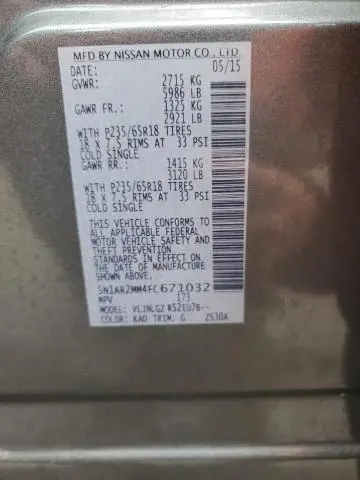 MFD BY NISSAN MOTOR CO., LTD.
DATE: 05/15
GVWR: 2715 KG
5986 LB
GAWR FR.: 1325 KG
2921 LB
WITH P235/65R18 TIRES
18 X 7.5 RIMS AT 33 PSI
COLD SINGLE
GAWR RR.: 1415 KG
3120 LB
WITH P235/65R18 TIRES
18 X 7.5 RIMS AT 33 PSI
COLD SINGLE
THIS VEHICLE CONFORMS TO
ALL APPLICABLE FEDERAL
MOTOR VEHICLE SAFETY
AND THEFT PREVENTION
STANDARDS IN EFFECT ON
THE DATE OF MANUFACTURE
SHOWN ABOVE.
5N1AR2MM4FC671032
MPV 173
MODEL: R52EU7B--
COLOR: KAD TRIM: G ZS30A